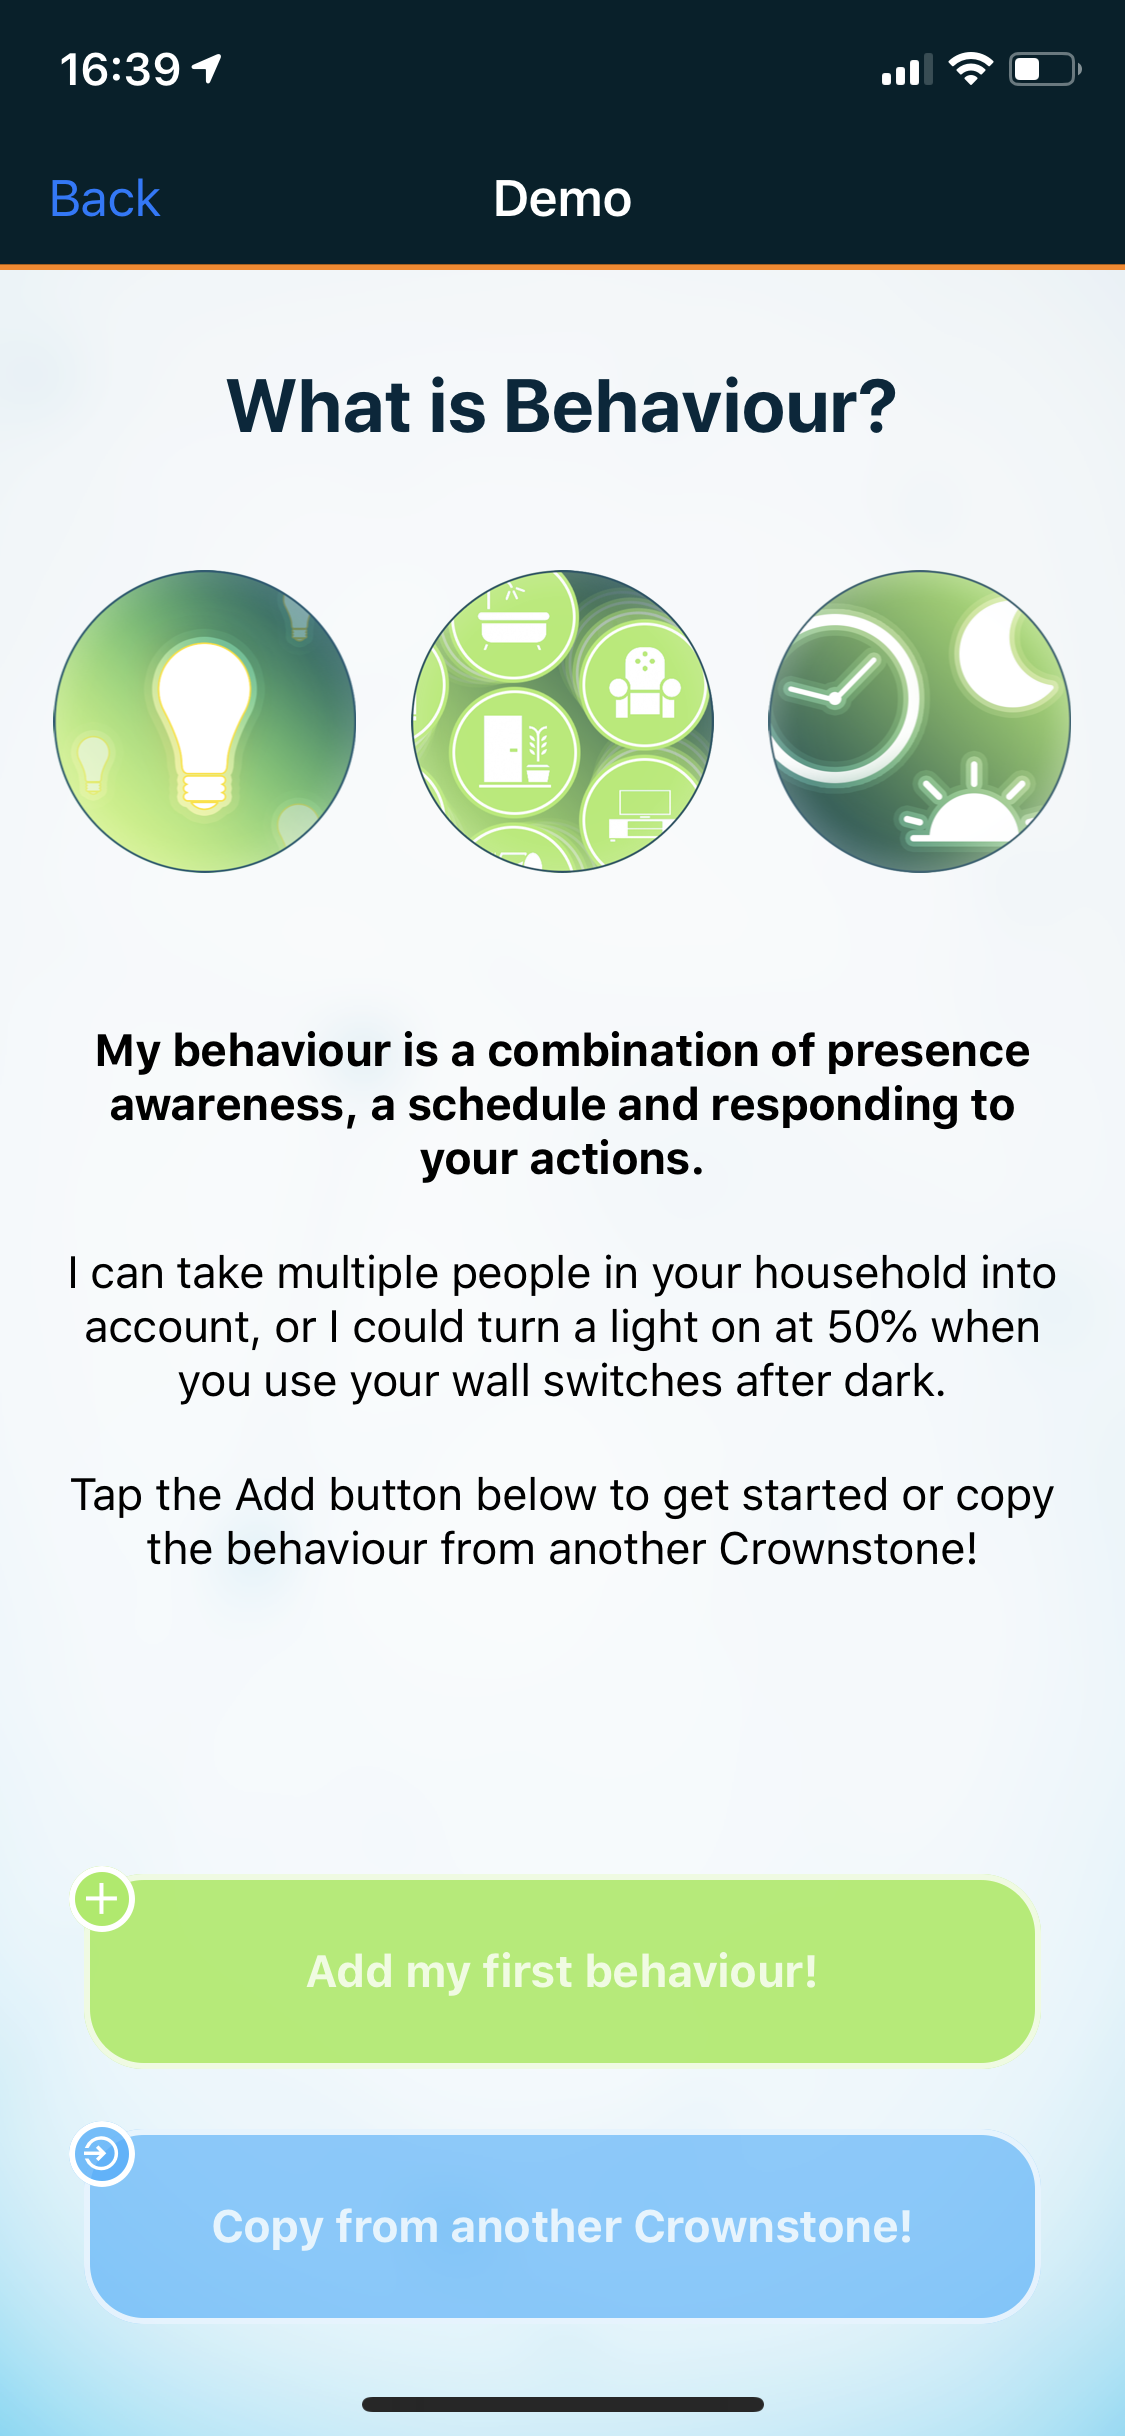 16:39
Back
Demo
What is Behaviour?
My behaviour is a combination of presence
awareness, a schedule and responding to
your actions.
I can take multiple people in your household into
account, or I could turn a light on at 50% when
you use your wall switches after dark.
Tap the Add button below to get started or copy
the behaviour from another Crownstone!
Add my first behaviour!
Copy from another Crownstone!